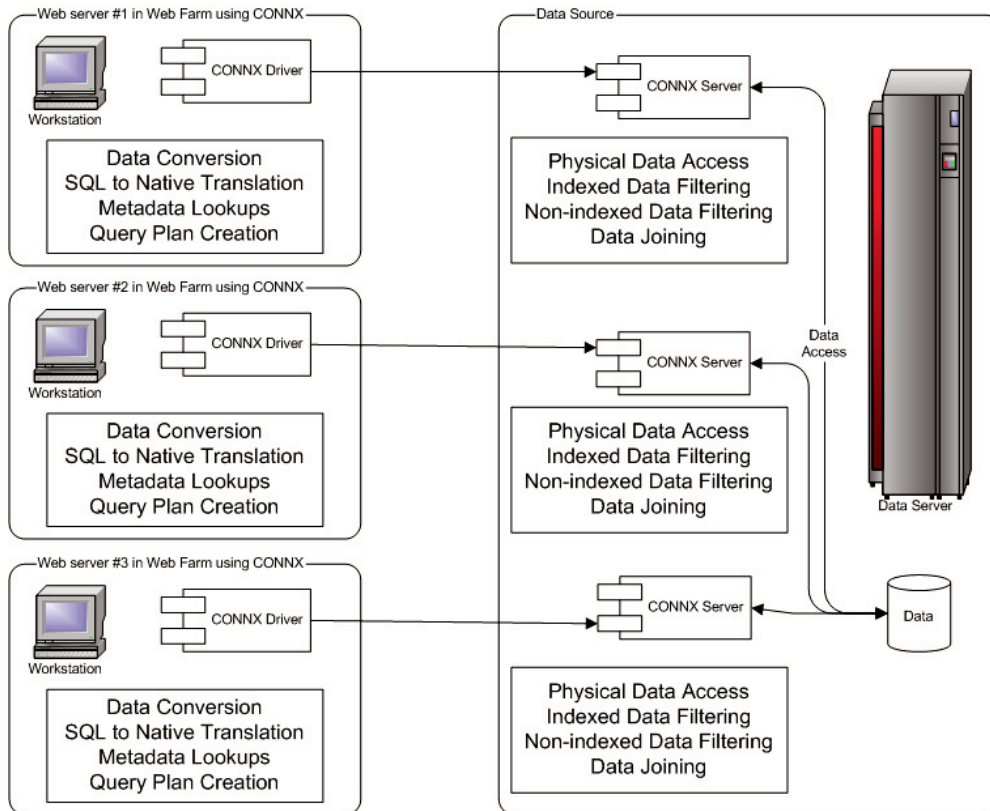 Web server #1 in Web Farm using CONNX
Workstation
CONNX Driver
Data Conversion
SQL to Native Translation
Metadata Lookups
Query Plan Creation
Web server #2 in Web Farm using CONNX
Workstation
CONNX Driver
Data Conversion
SQL to Native Translation
Metadata Lookups
Query Plan Creation
Web server #3 in Web Farm using CONNX
Workstation
CONNX Driver
Data Conversion
SQL to Native Translation
Metadata Lookups
Query Plan Creation
Data Source
CONNX Server
Physical Data Access
Indexed Data Filtering
Non-indexed Data Filtering
Data Joining
CONNX Server
Physical Data Access
Indexed Data Filtering
Non-indexed Data Filtering
Data Joining
CONNX Server
Physical Data Access
Indexed Data Filtering
Non-indexed Data Filtering
Data Joining
Data
Access
Data Server
Data